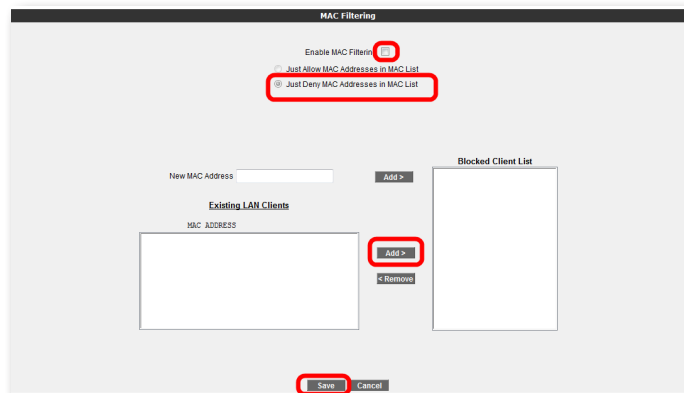 MAC Filtering
Enable MAC Filtering
Just Allow MAC Addresses in MAC List
Just Deny MAC Addresses in MAC List
Blocked Client List
New MAC Address
Add >
Existing LAN Clients
MAC ADDRESS
Add >
< Remove
Save Cancel